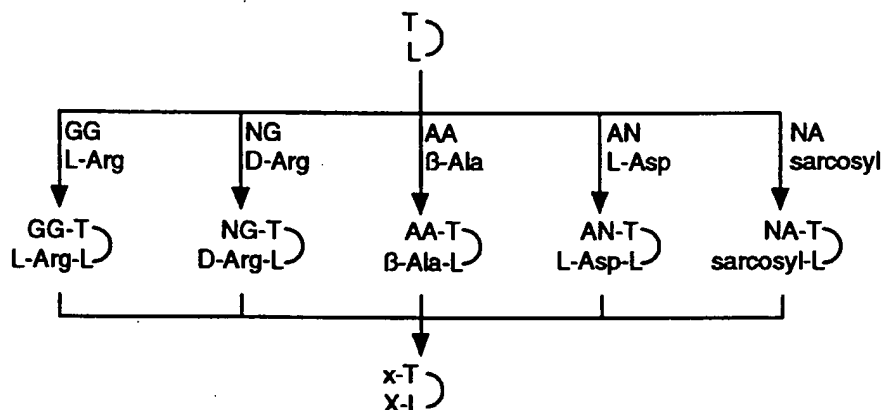 T
L
GG
L-Arg
NG
D-Arg
AA
ß-Ala
AN
L-Asp
NA
sarcosyl
GG-T
L-Arg-L
NG-T
D-Arg-L
AA-T
ß-Ala-L
AN-T
L-Asp-L
NA-T
sarcosyl-L
x-T
X-L